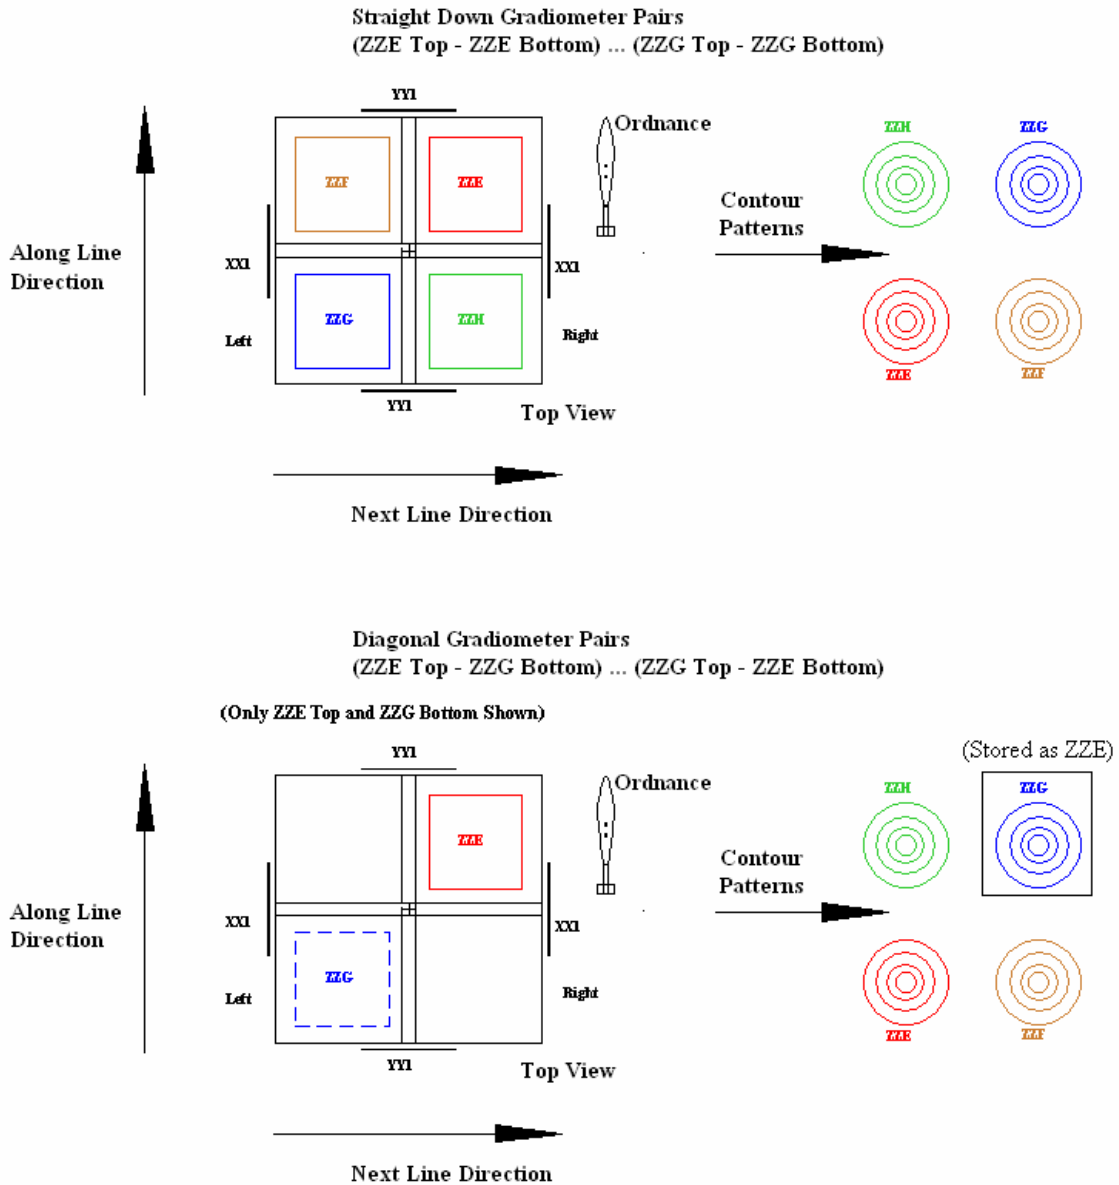 Straight Down Gradiometer Pairs
(ZZE Top - ZZE Bottom) ... (ZZG Top - ZZG Bottom)
YY1
Ordnance
ZZH
ZZG
ZZF
ZZE
Contour
Patterns
Along Line
Direction
XX1
XX1
ZZG
ZZH
Left
Right
ZZE
ZZF
YY1
Top View
Next Line Direction
Diagonal Gradiometer Pairs
(ZZE Top - ZZG Bottom) ... (ZZG Top - ZZE Bottom)
(Only ZZE Top and ZZG Bottom Shown)
YY1
(Stored as ZZE)
Ordnance
ZZH
ZZG
ZZE
Contour
Patterns
Along Line
Direction
XX1
XX1
ZZG
Left
Right
ZZE
ZZF
YY1
Top View
Next Line Direction